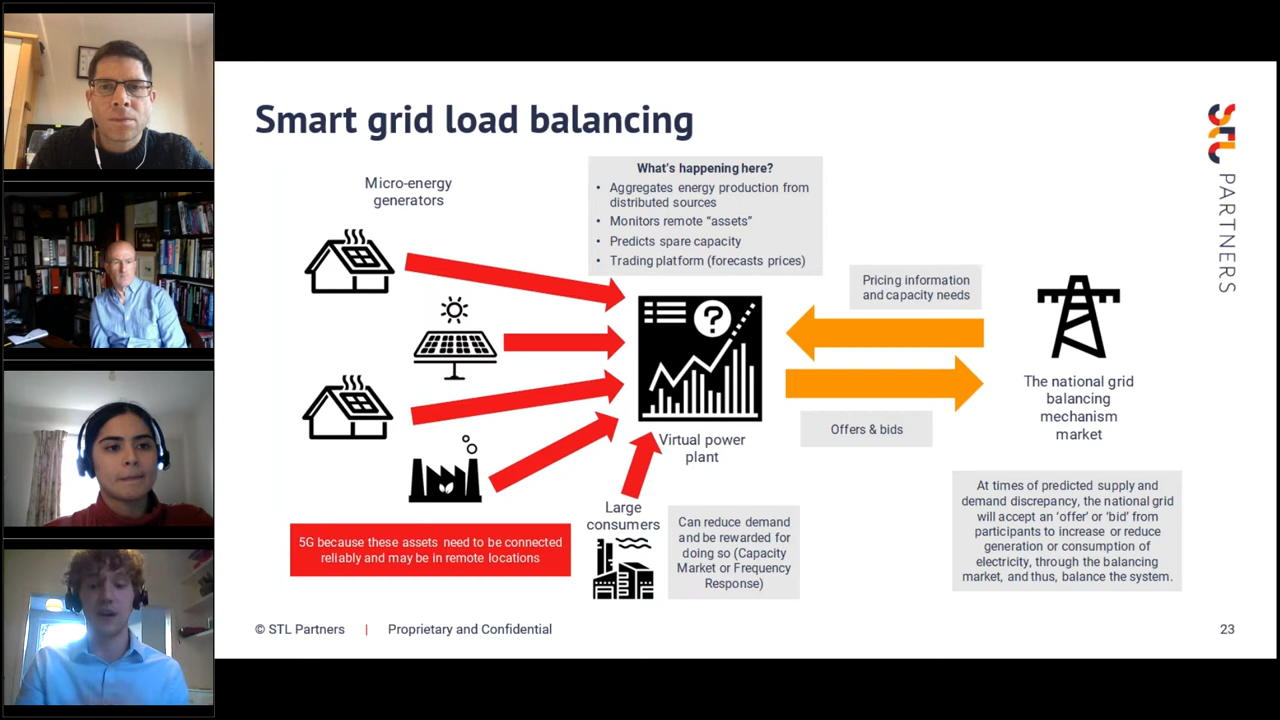 Smart grid load balancing
STL PARTNERS
Micro-energy
generators
What's happening here?
• Aggregates energy production from
distributed sources
• Monitors remote “assets”
• Predicts spare capacity
• Trading platform (forecasts prices)
Pricing information
and capacity needs
?
The national grid
balancing
mechanism
market
Offers & bids
Virtual power
plant
At times of predicted supply and
demand discrepancy, the national grid
will accept an ‘offer’ or ‘bid’ from
participants to increase or reduce
generation or consumption of
electricity, through the balancing
market, and thus, balance the system.
Large
consumers
Can reduce demand
and be rewarded for
doing so (Capacity
Market or Frequency
Response)
5G because these assets need to be connected
reliably and may be in remote locations
© STL Partners | Proprietary and Confidential
23